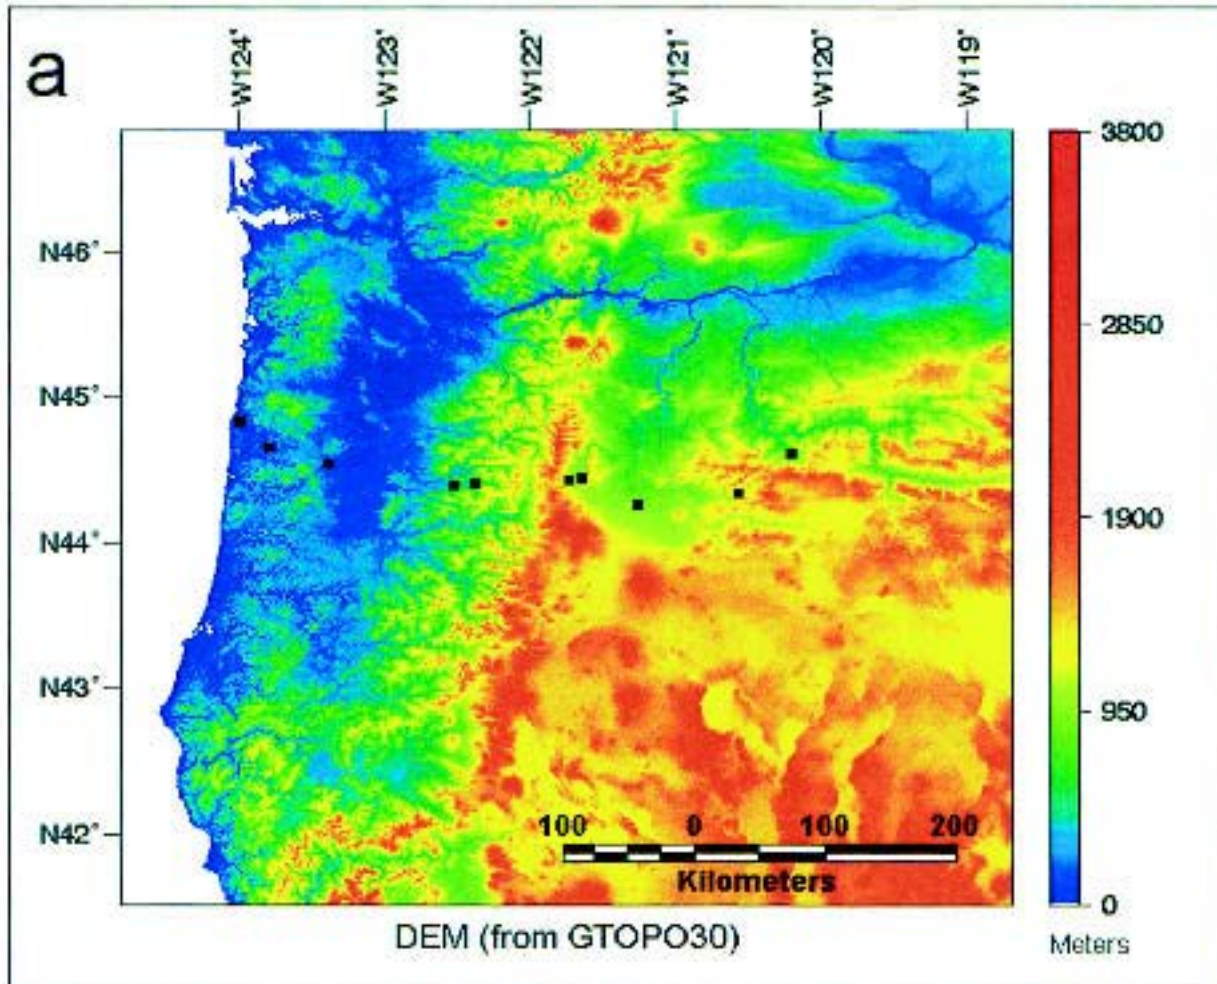 a
W124°
W123°
W122°
W121°
W120°
W119°
N46°
N45°
N44°
N43°
N42°
3800
2850
1900
950
0
Meters
100 0 100 200
Kilometers
DEM (from GTOPO30)